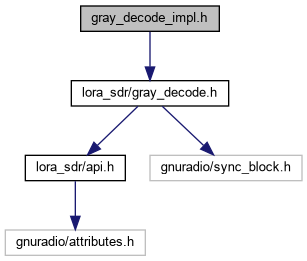 gray_decode_impl.h
lora_sdr/gray_decode.h
lora_sdr/api.h
gnuradio/sync_block.h
gnuradio/attributes.h